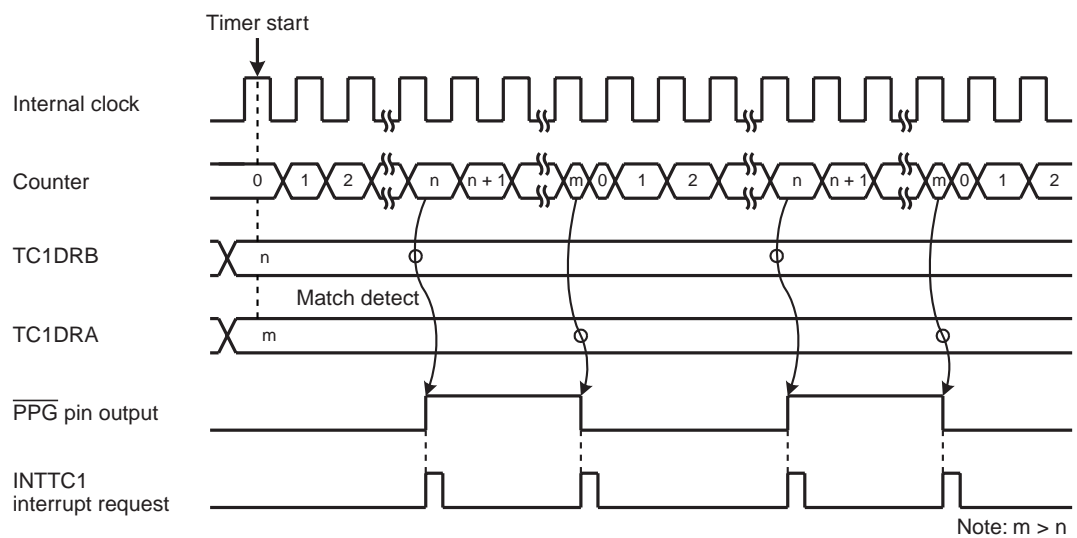 Timer start
Internal clock
Counter
0 1 2 n n + 1 m 0 1 2 n n + 1 m 0 1 2
TC1DRB
n
Match detect
TC1DRA
m
PPG pin output
INTTC1
interrupt request
Note: m > n